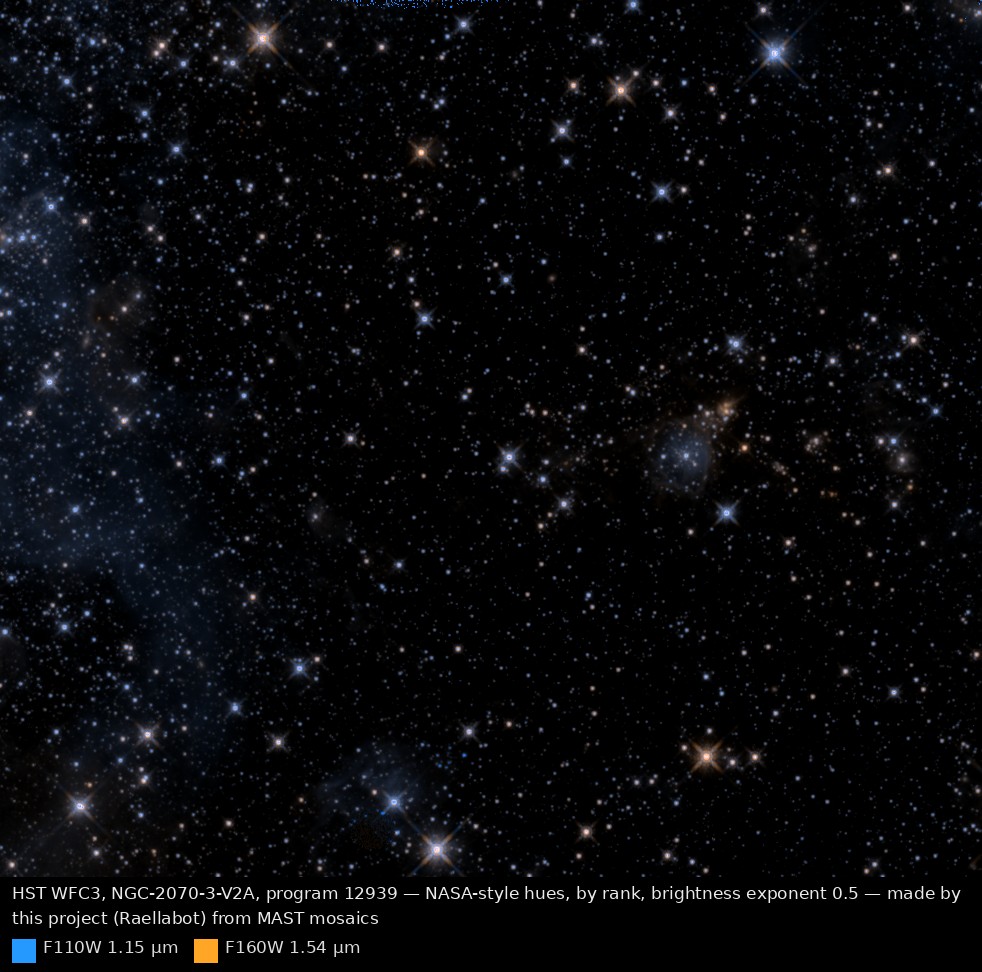 HST WFC3, NGC-2070-3-V2A, program 12939 — NASA-style hues, by rank, brightness exponent 0.5 — made by
this project (Raellabot) from MAST mosaics
F110W 1.15 µm F160W 1.54 µm